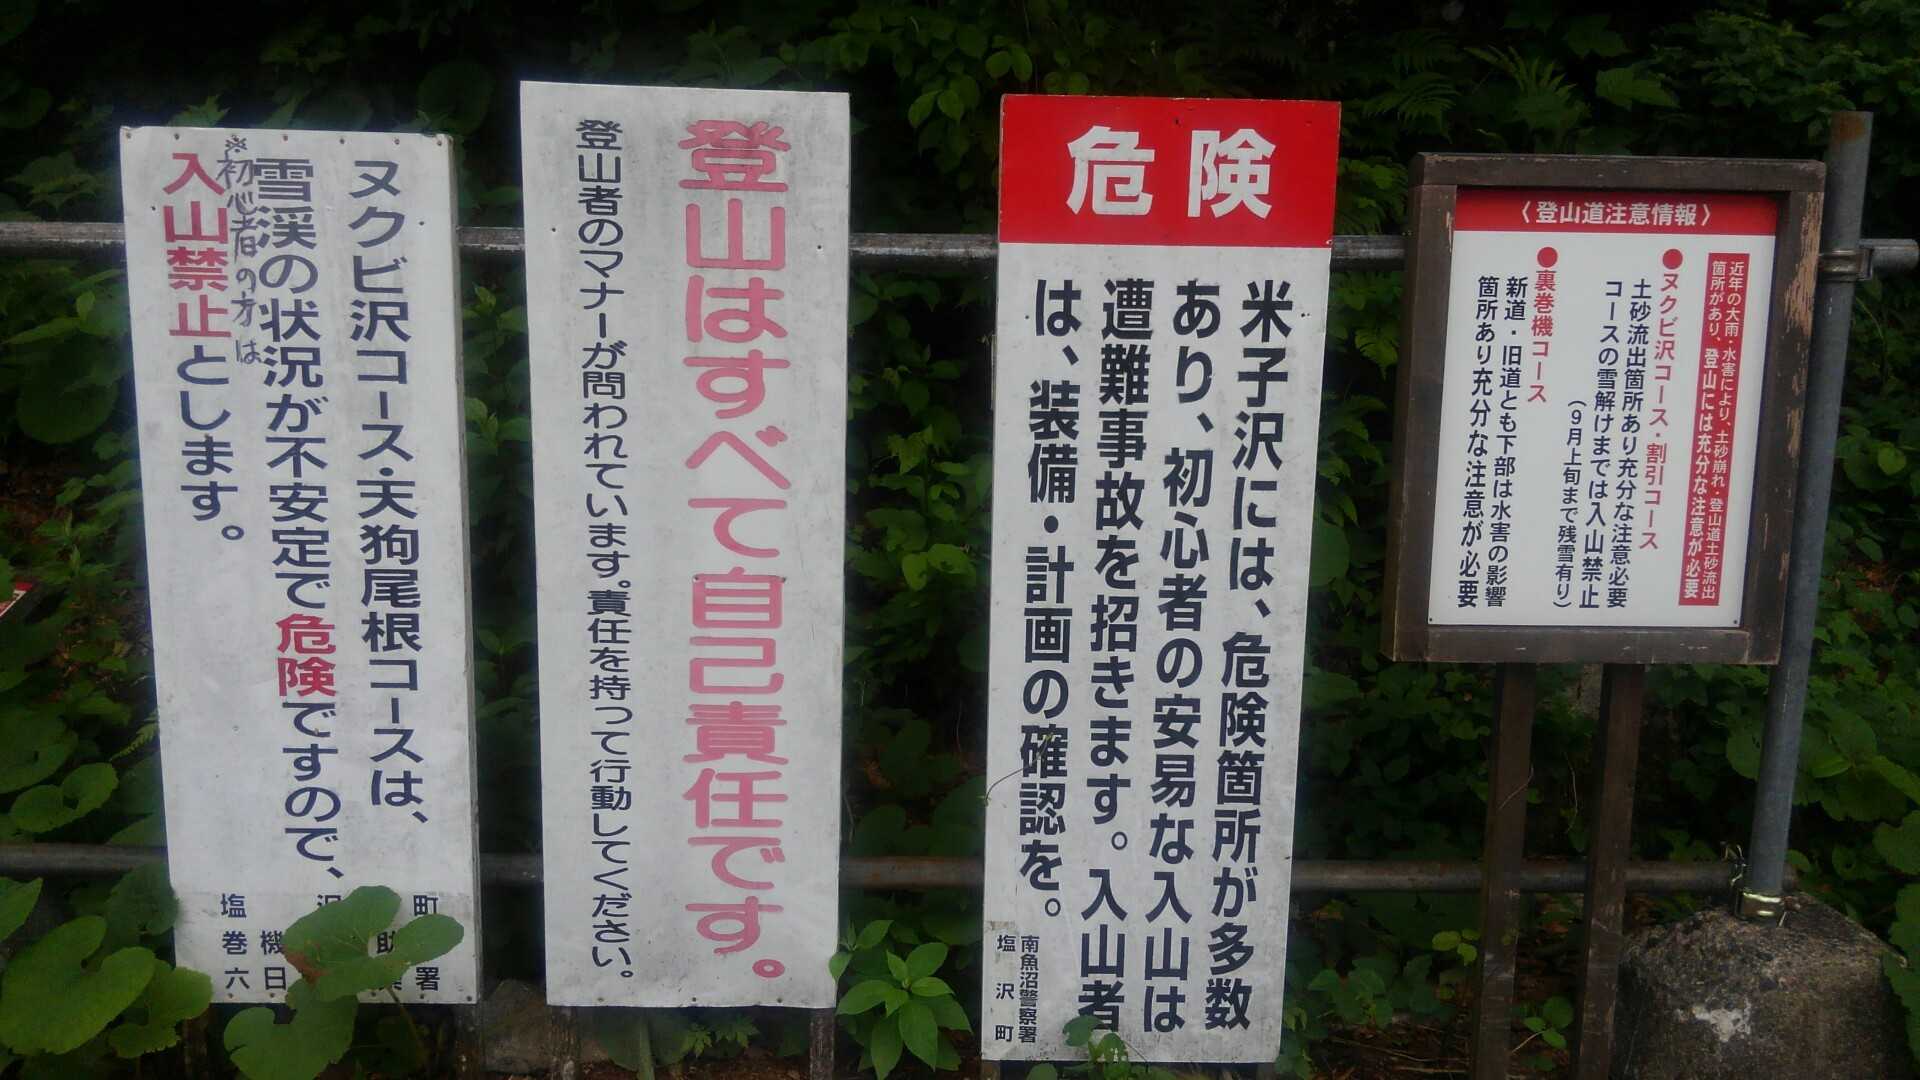 ヌクビ沢コース・天狗尾根コースは、
雪渓の状況が不安定で危険ですので、
※初心者の方は
入山禁止とします。
塩沢町
巻機
六日
署
登山はすべて自己責任です。
登山者のマナーが問われています。責任を持って行動してください。
危険
米子沢には、危険箇所が多数
あり、初心者の安易な入山は
遭難事故を招きます。入山者
は、装備・計画の確認を。
南魚沼警察署
塩沢町
〈登山道注意情報〉
近年の大雨・水害により、土砂崩れ・登山道土砂流出
箇所があり、登山には充分な注意が必要
●ヌクビ沢コース・割引コース
土砂流出箇所あり充分な注意必要
コースの雪解けまでは入山禁止
(9月上旬まで残雪有り)
●裏巻機コース
新道・旧道とも下部は水害の影響
箇所あり充分な注意が必要